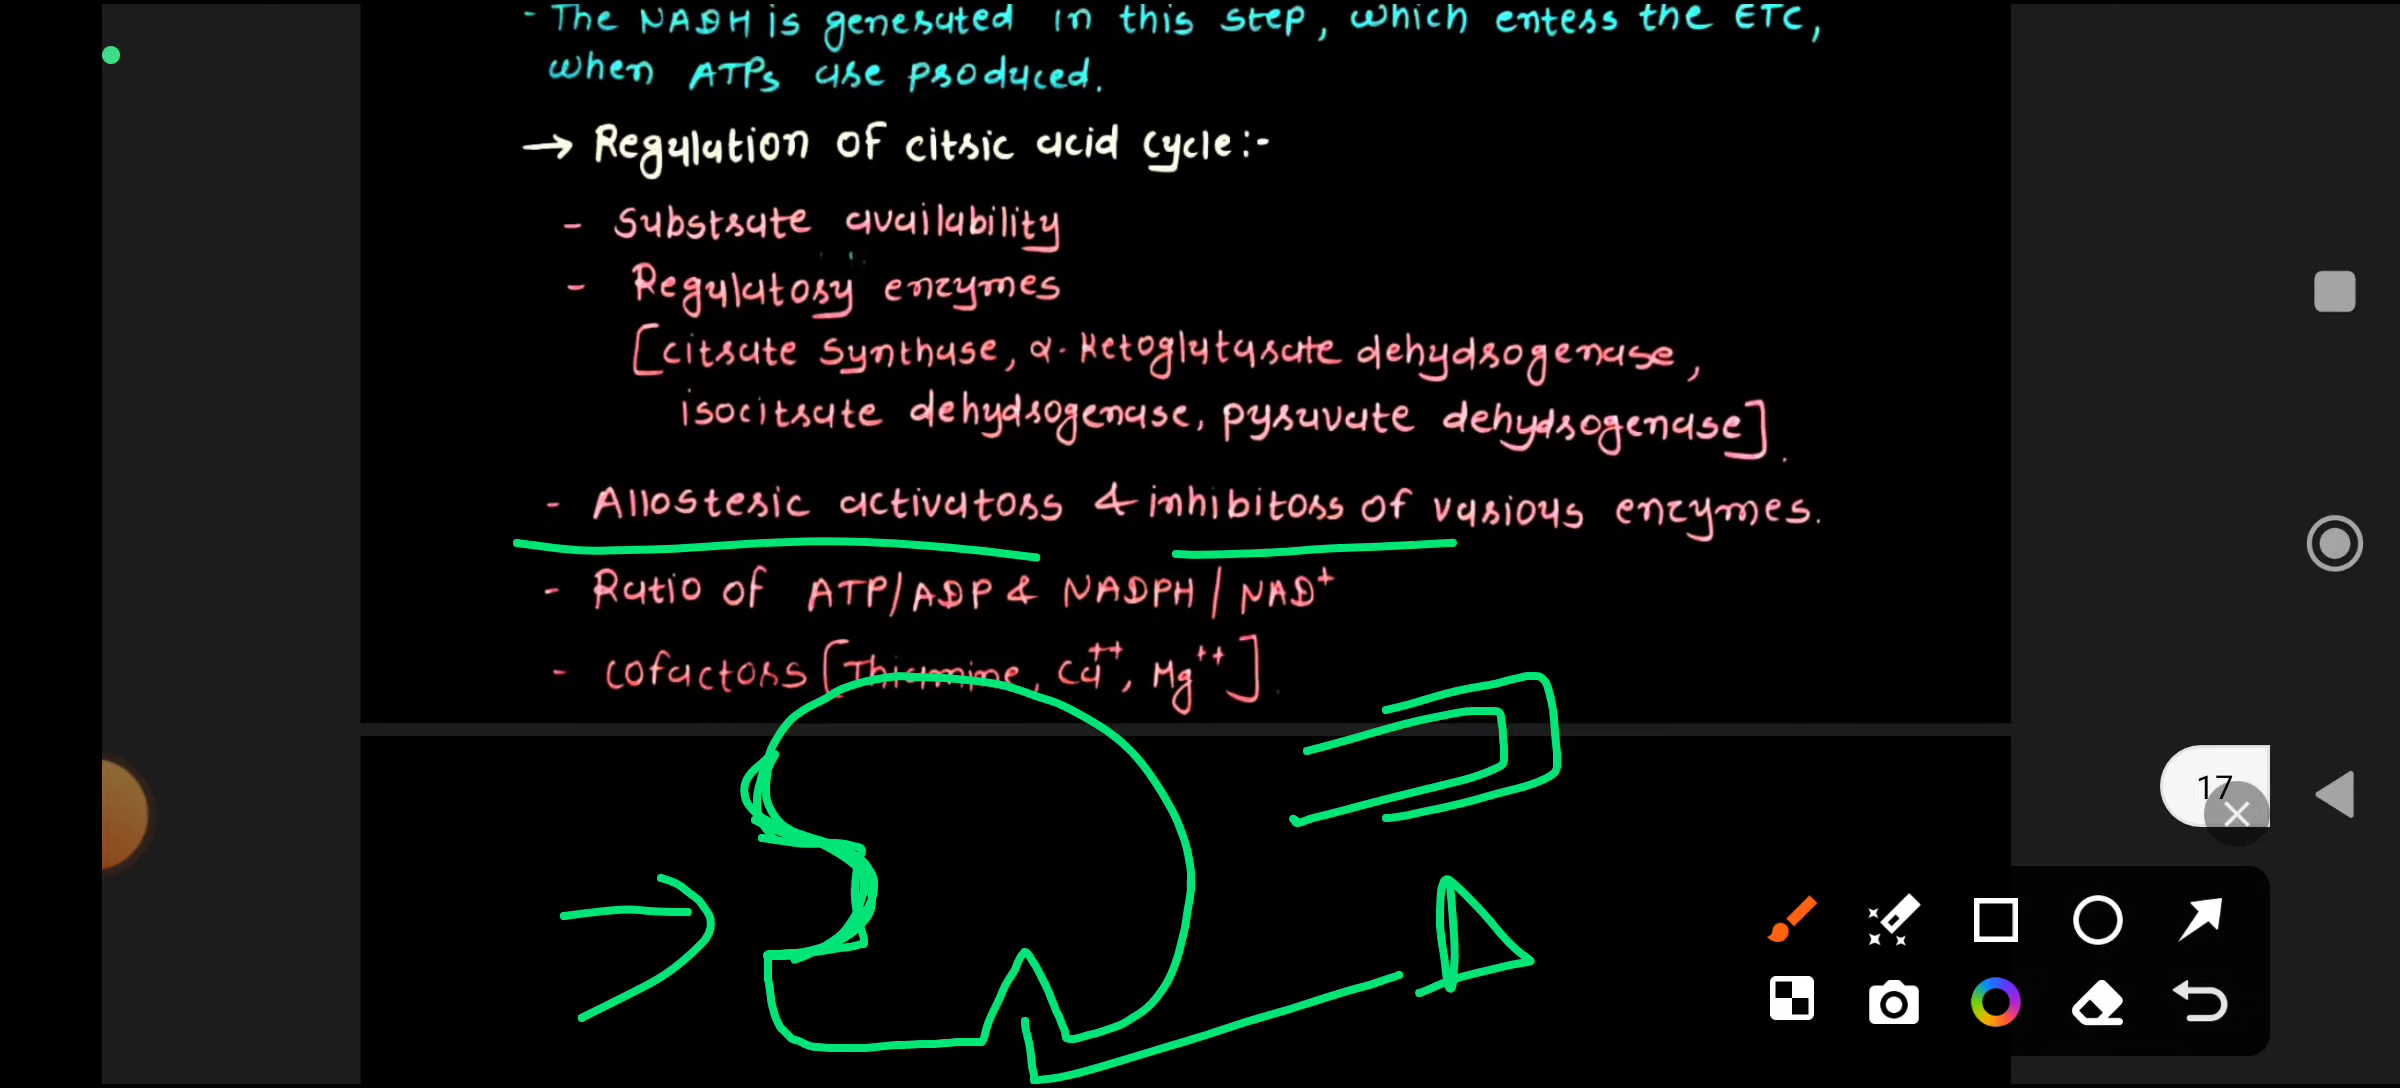 - The NADH is generated in this step, which enters the ETC,
when ATPs are produced.
→ Regulation of citric acid cycle:-
- Substrate availability
- Regulatory enzymes
[citrate synthase, α-Ketoglutarate dehydrogenase,
isocitrate dehydrogenase, pyruvate dehydrogenase].
- Allosteric activators & inhibitors of various enzymes.
- Ratio of ATP/ADP & NADPH / NAD+
- cofactors [Thiamine, Ca++, Mg++].
17